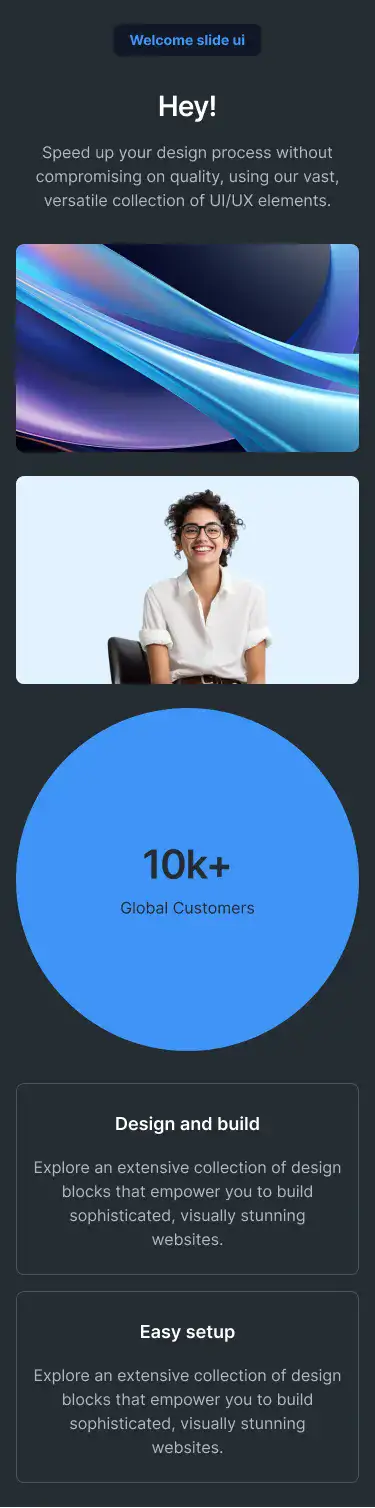 Welcome slide ui
Hey!
Speed up your design process without
compromising on quality, using our vast,
versatile collection of UI/UX elements.
10k+
Global Customers
Design and build
Explore an extensive collection of design
blocks that empower you to build
sophisticated, visually stunning
websites.
Easy setup
Explore an extensive collection of design
blocks that empower you to build
sophisticated, visually stunning
websites.